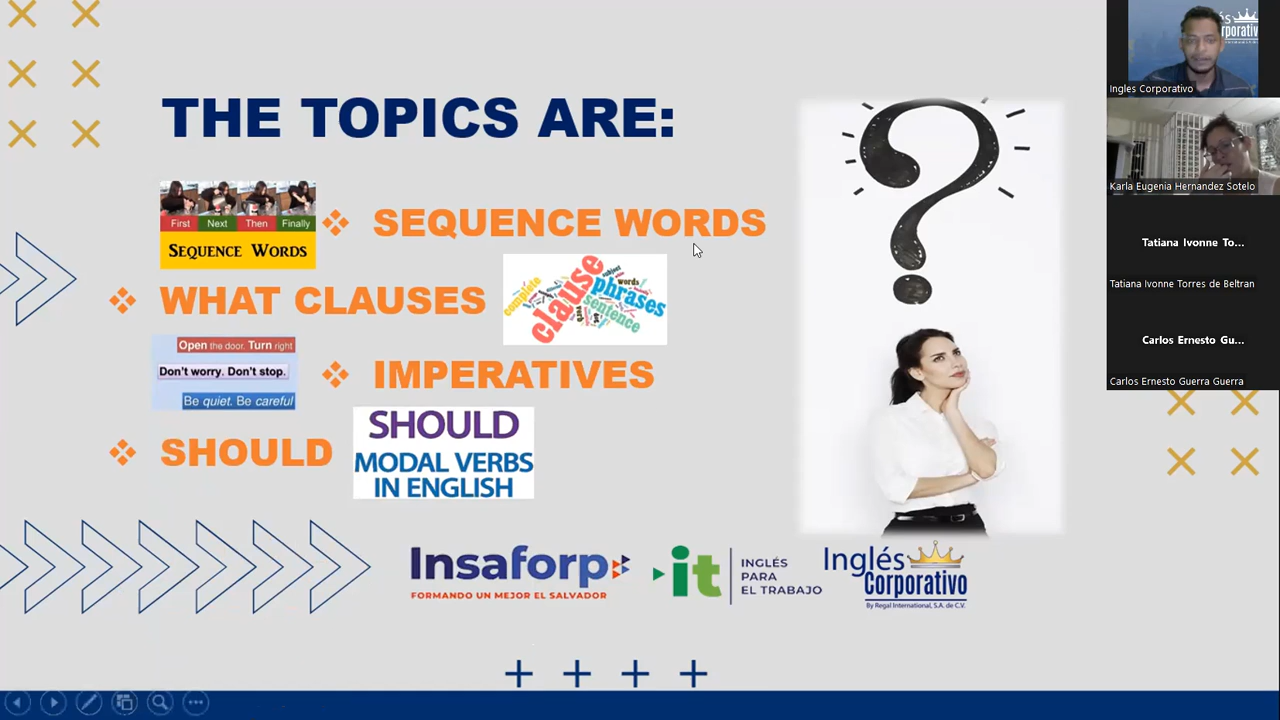 THE TOPICS ARE:
First Next Then Finally
SEQUENCE WORDS
SEQUENCE WORDS
WHAT CLAUSES
complete
clause
subject
words
phrases
sentence
verb
Open the door. Turn right
Don't worry. Don't stop.
Be quiet. Be careful
IMPERATIVES
SHOULD
SHOULD
MODAL VERBS
IN ENGLISH
Insaforp
FORMANDO UN MEJOR EL SALVADOR
it
INGLÉS
PARA
EL TRABAJO
Inglés
Corporativo
By Regal International, S.A. de C.V.
Ingles Corporativo
Karla Eugenia Hernandez Sotelo
Tatiana Ivonne To...
Tatiana Ivonne Torres de Beltran
Carlos Ernesto Gu...
Carlos Ernesto Guerra Guerra